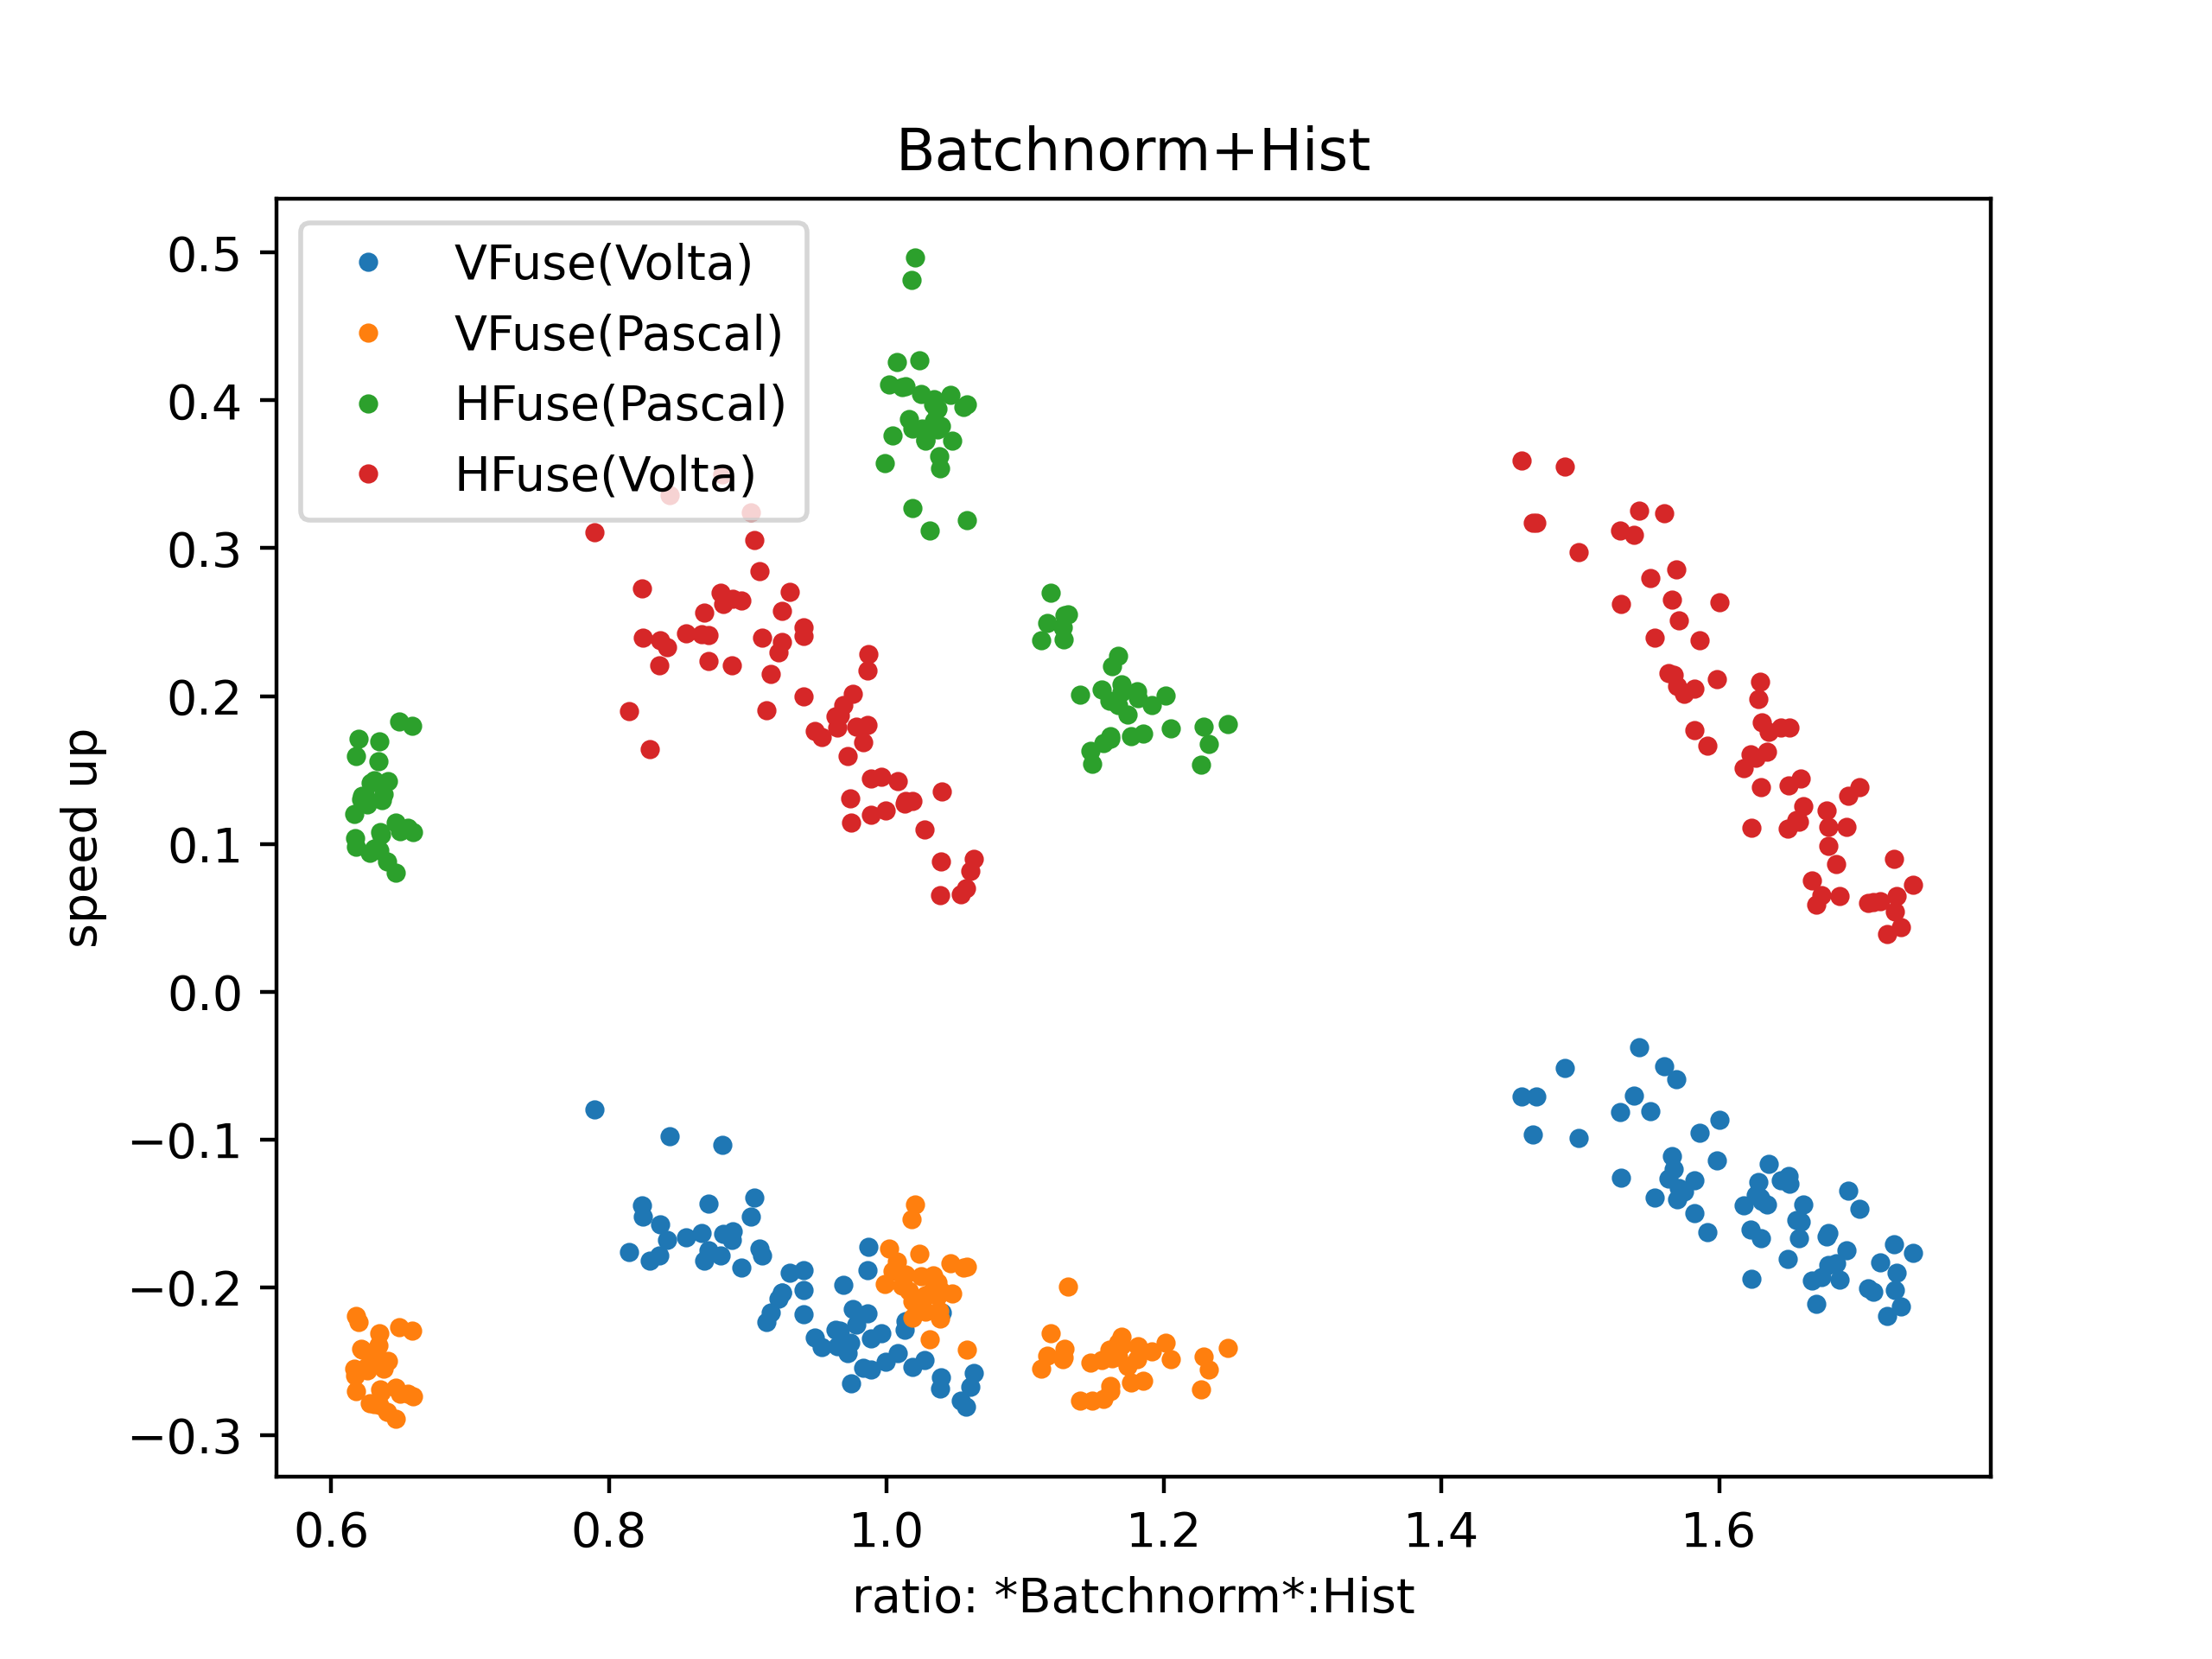 Batchnorm+Hist
VFuse(Volta)
VFuse(Pascal)
HFuse(Pascal)
HFuse(Volta)
speed up
0.5
0.4
0.3
0.2
0.1
0.0
−0.1
−0.2
−0.3
0.6 0.8 1.0 1.2 1.4 1.6
ratio: *Batchnorm*:Hist